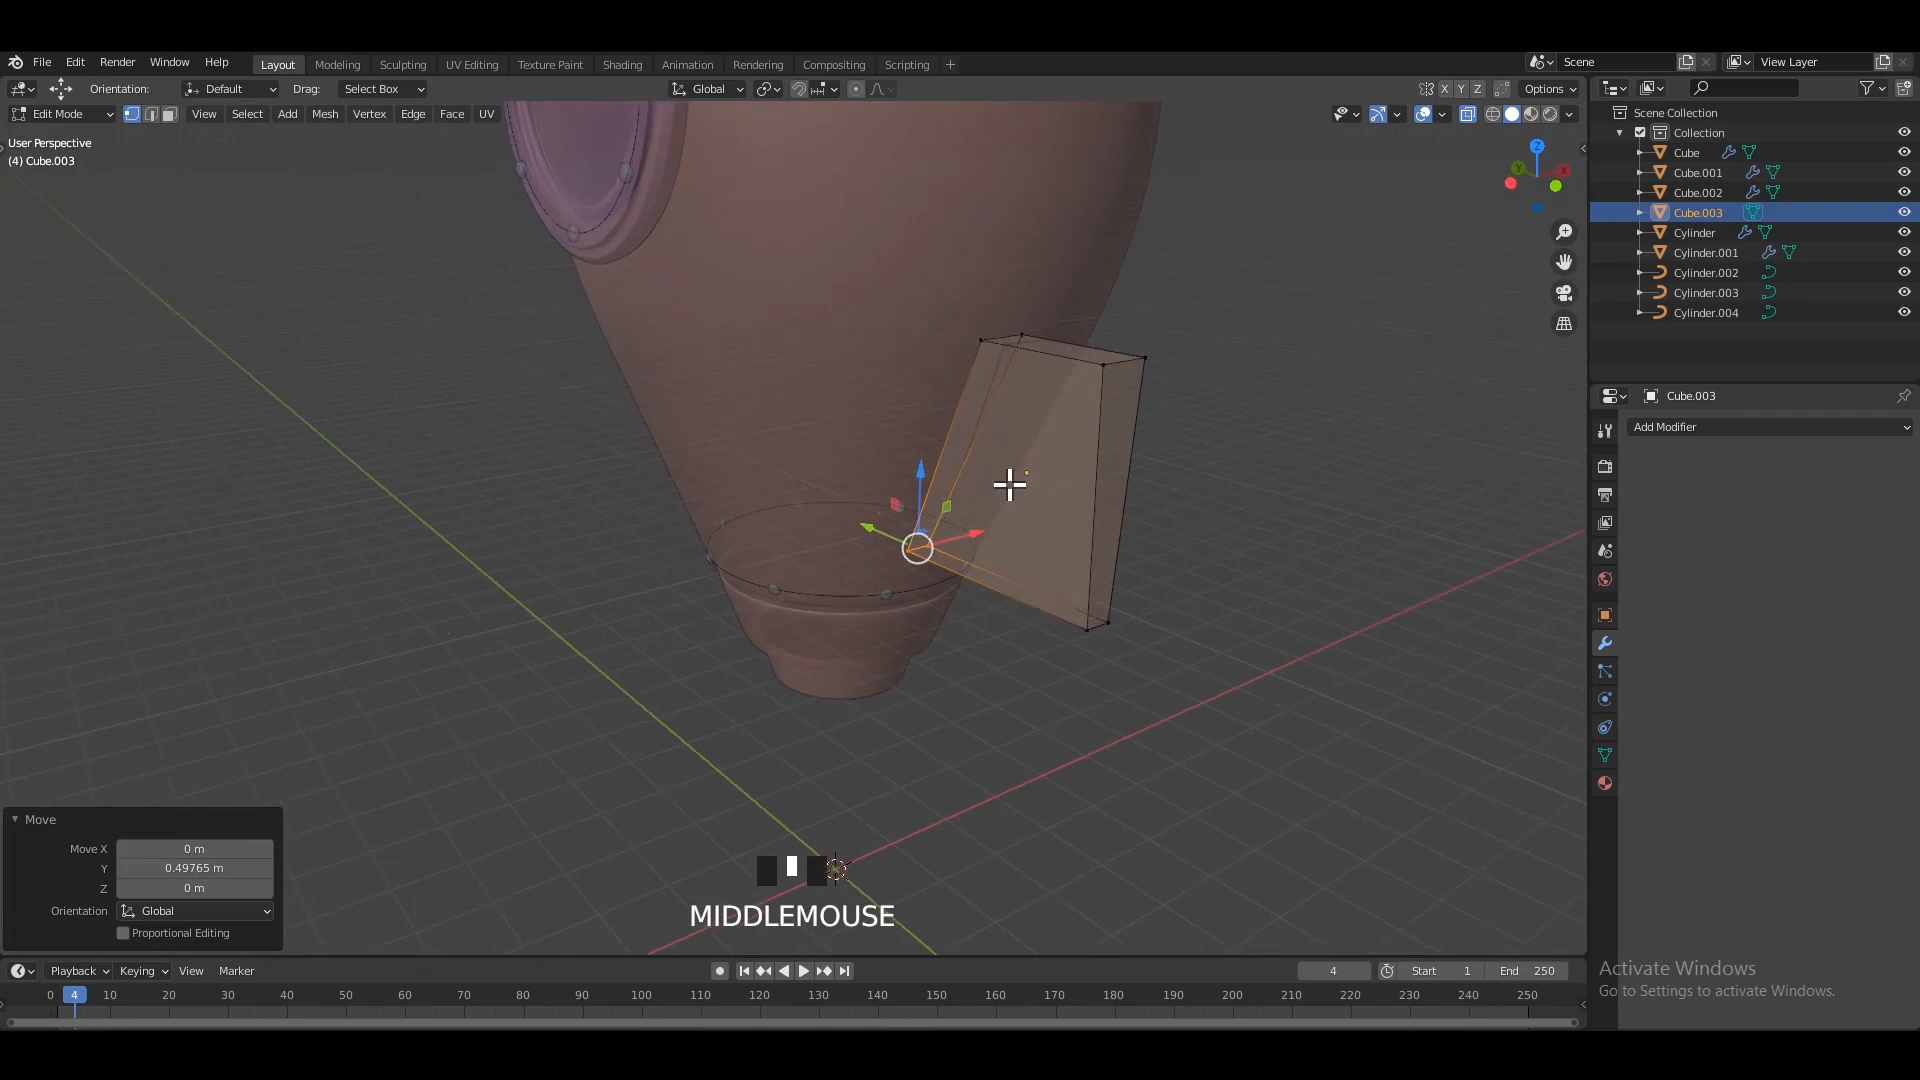 File Edit Render Window Help Layout Modeling Sculpting UV Editing Texture Paint Shading Animation Rendering Compositing Scripting + Scene View Layer
Orientation: Default Drag: Select Box Global X Y Z Options
Edit Mode View Select Add Mesh Vertex Edge Face UV
User Perspective
(4) Cube.003
Z
Y
X
Scene Collection
Collection
Cube
Cube.001
Cube.002
Cube.003
Cylinder
Cylinder.001
Cylinder.002
Cylinder.003
Cylinder.004
Cube.003
Add Modifier
Move
Move X 0 m
Y 0.49765 m
Z 0 m
Orientation Global
Proportional Editing
MIDDLEMOUSE
Activate Windows
Go to Settings to activate Windows.
Playback Keying View Marker 4 Start 1 End 250
0 4 10 20 30 40 50 60 70 80 90 100 110 120 130 140 150 160 170 180 190 200 210 220 230 240 250